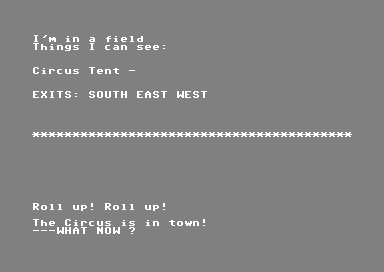 I'm in a field
Things I can see:
Circus Tent -
EXITS: SOUTH EAST WEST
****************************************
Roll up! Roll up!
The Circus is in town!
---WHAT NOW ?